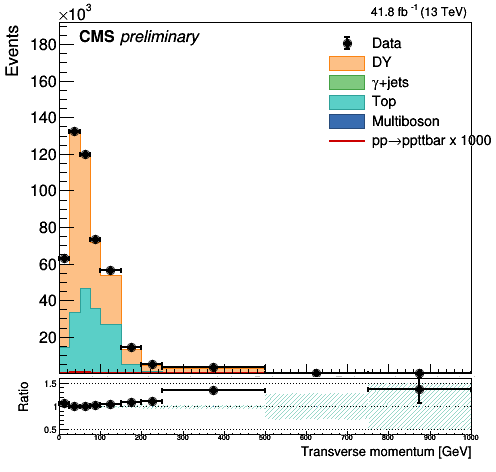 ×10³
41.8 fb⁻¹ (13 TeV)
CMS preliminary
Events
180
160
140
120
100
80
60
40
20
Data
DY
γ+jets
Top
Multiboson
pp→ppttbar x 1000
Ratio
1.5
1
0.5
0 100 200 300 400 500 600 700 800 900 1000
Transverse momentum [GeV]